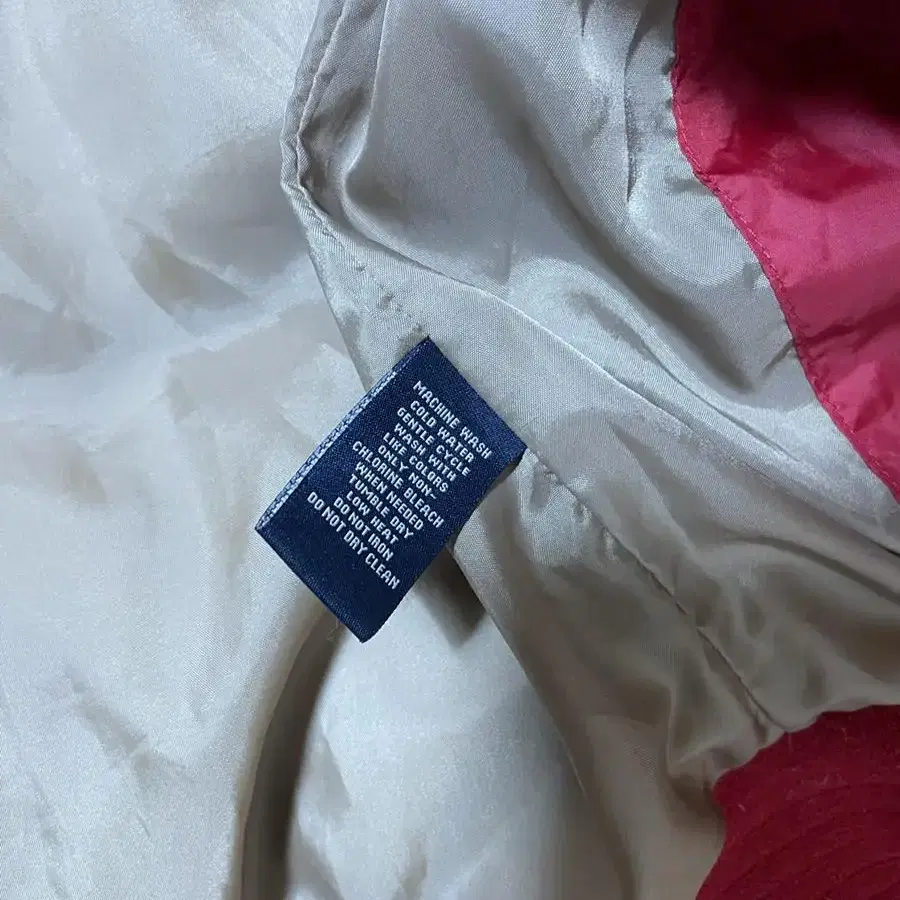 MACHINE WASH
COLD WATER
GENTLE CYCLE
WASH WITH
LIKE COLORS
ONLY NON-
CHLORINE BLEACH
WHEN NEEDED
TUMBLE DRY
LOW HEAT
DO NOT IRON
DO NOT DRY CLEAN